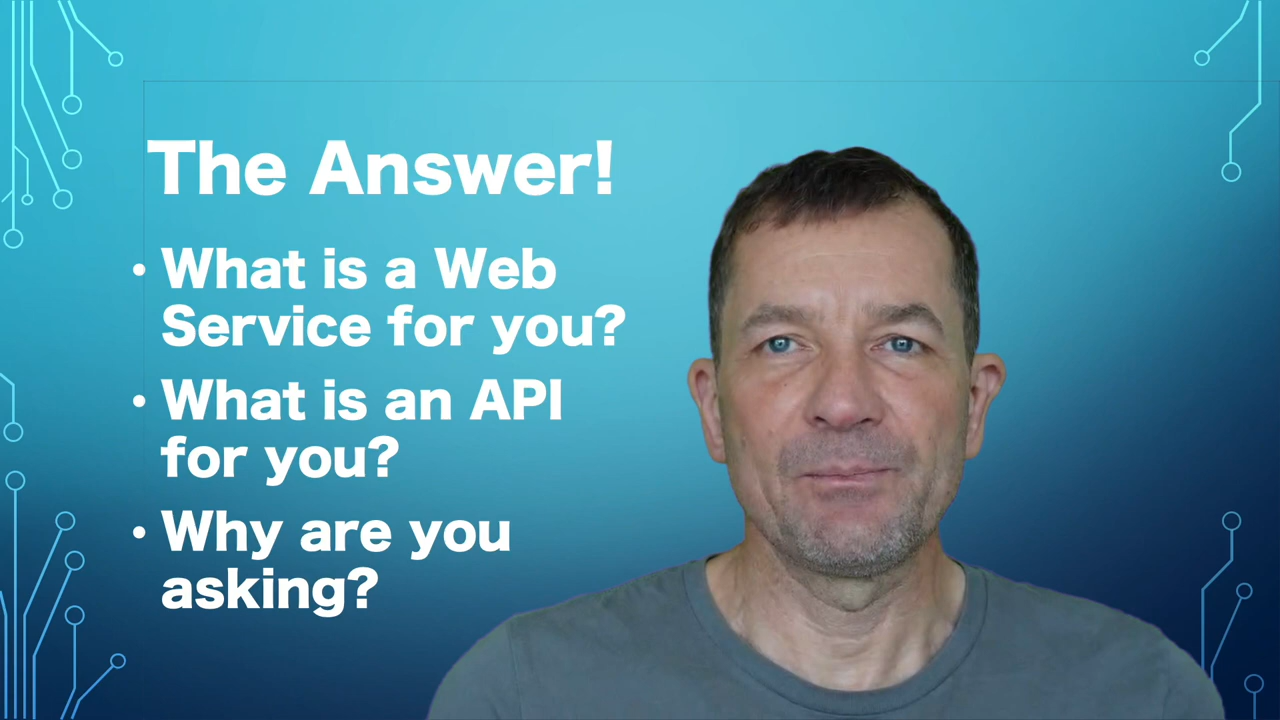 The Answer!
• What is a Web
Service for you?
• What is an API
for you?
• Why are you
asking?